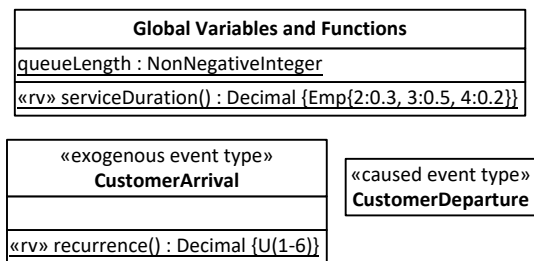 Global Variables and Functions
queueLength : NonNegativeInteger
«rv» serviceDuration() : Decimal {Emp{2:0.3, 3:0.5, 4:0.2}}
«exogenous event type»
CustomerArrival
«rv» recurrence() : Decimal {U(1-6)}
«caused event type»
CustomerDeparture